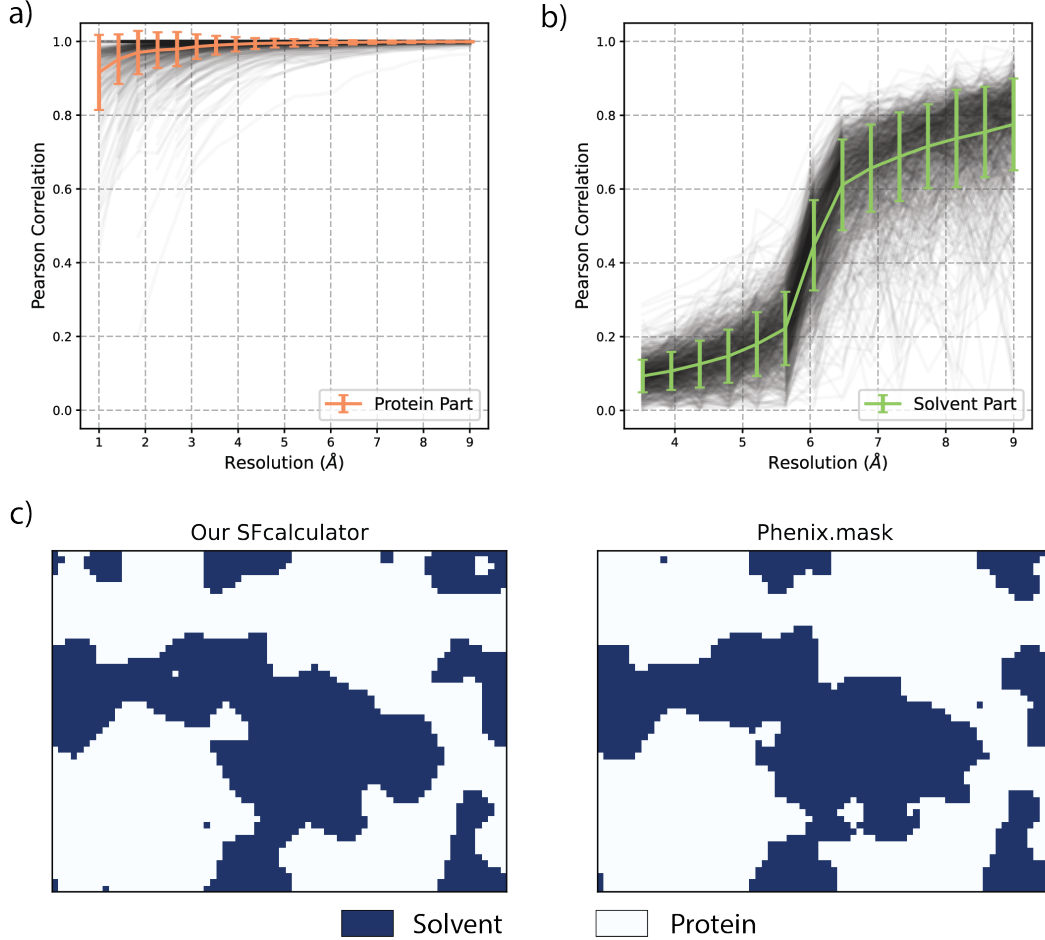 a)
1.0
0.8
0.6
0.4
0.2
0.0
Pearson Correlation
Protein Part
1 2 3 4 5 6 7 8 9
Resolution (Å)
b)
1.0
0.8
0.6
0.4
0.2
0.0
Pearson Correlation
Solvent Part
4 5 6 7 8 9
Resolution (Å)
c)
Our SFcalculator
Phenix.mask
Solvent
Protein